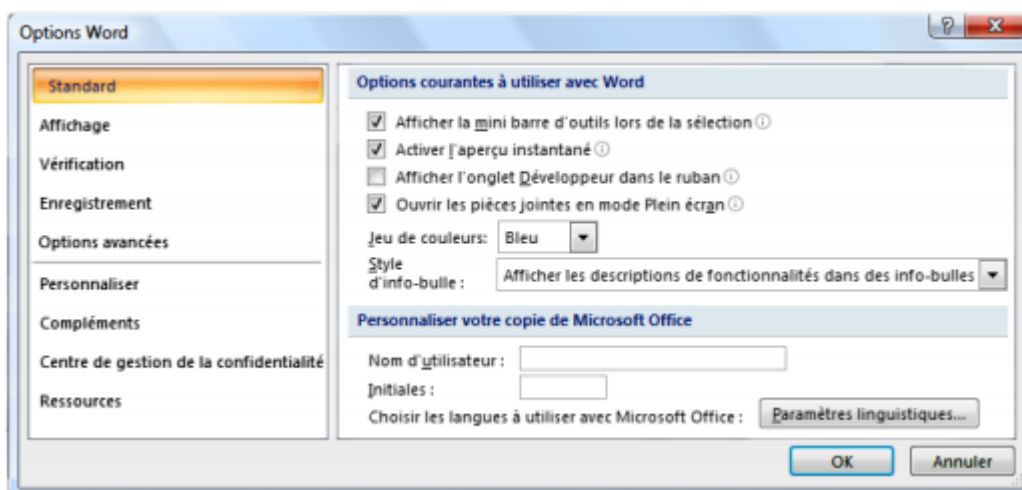 Options Word
Standard
Affichage
Vérification
Enregistrement
Options avancées
Personnaliser
Compléments
Centre de gestion de la confidentialité
Ressources
Options courantes à utiliser avec Word
Afficher la mini barre d'outils lors de la sélection
Activer l'aperçu instantané
Afficher l'onglet Développeur dans le ruban
Ouvrir les pièces jointes en mode Plein écran
Jeu de couleurs: Bleu
Style
d'info-bulle : Afficher les descriptions de fonctionnalités dans des info-bulles
Personnaliser votre copie de Microsoft Office
Nom d'utilisateur :
Initiales :
Choisir les langues à utiliser avec Microsoft Office : Paramètres linguistiques...
OK Annuler